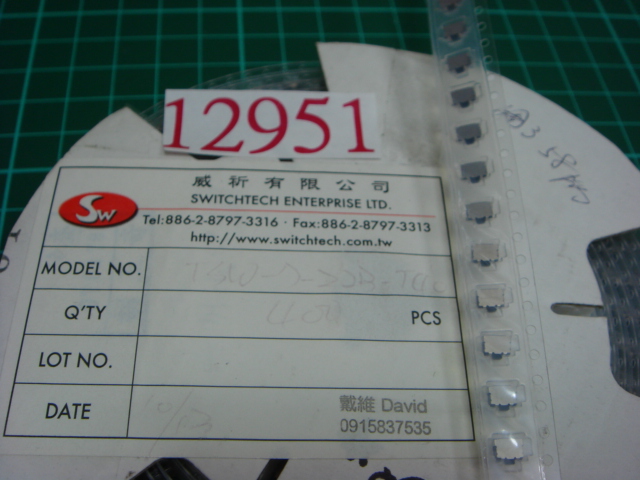 12951
威祈有限公司
SWITCHTECH ENTERPRISE LTD.
SW
Tel:886-2-8797-3316 · Fax:886-2-8797-3313
http://www.switchtech.com.tw
MODEL NO.
Q'TY 400 PCS
LOT NO.
DATE
戴維 David
0915837535